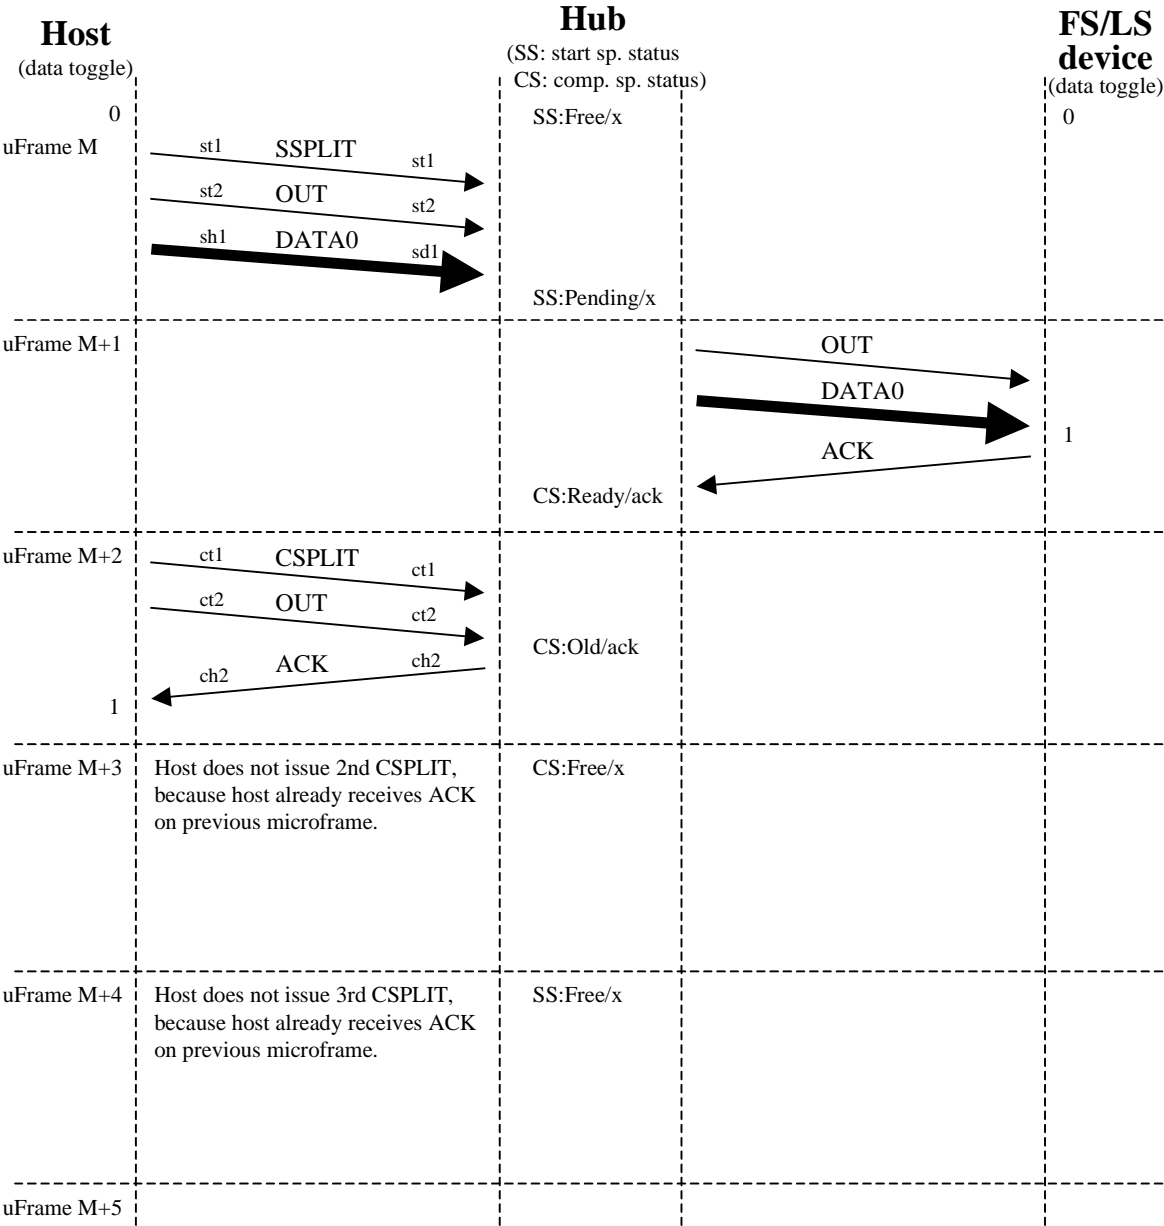 Host
(data toggle)
Hub
(SS: start sp. status
CS: comp. sp. status)
FS/LS
device
(data toggle)
0
SS:Free/x
0
uFrame M
st1 SSPLIT st1
st2 OUT st2
sh1 DATA0 sd1
SS:Pending/x
uFrame M+1
OUT
DATA0
1
ACK
CS:Ready/ack
uFrame M+2
ct1 CSPLIT ct1
ct2 OUT ct2
CS:Old/ack
ch2 ACK ch2
1
uFrame M+3
Host does not issue 2nd CSPLIT,
because host already receives ACK
on previous microframe.
CS:Free/x
uFrame M+4
Host does not issue 3rd CSPLIT,
because host already receives ACK
on previous microframe.
SS:Free/x
uFrame M+5